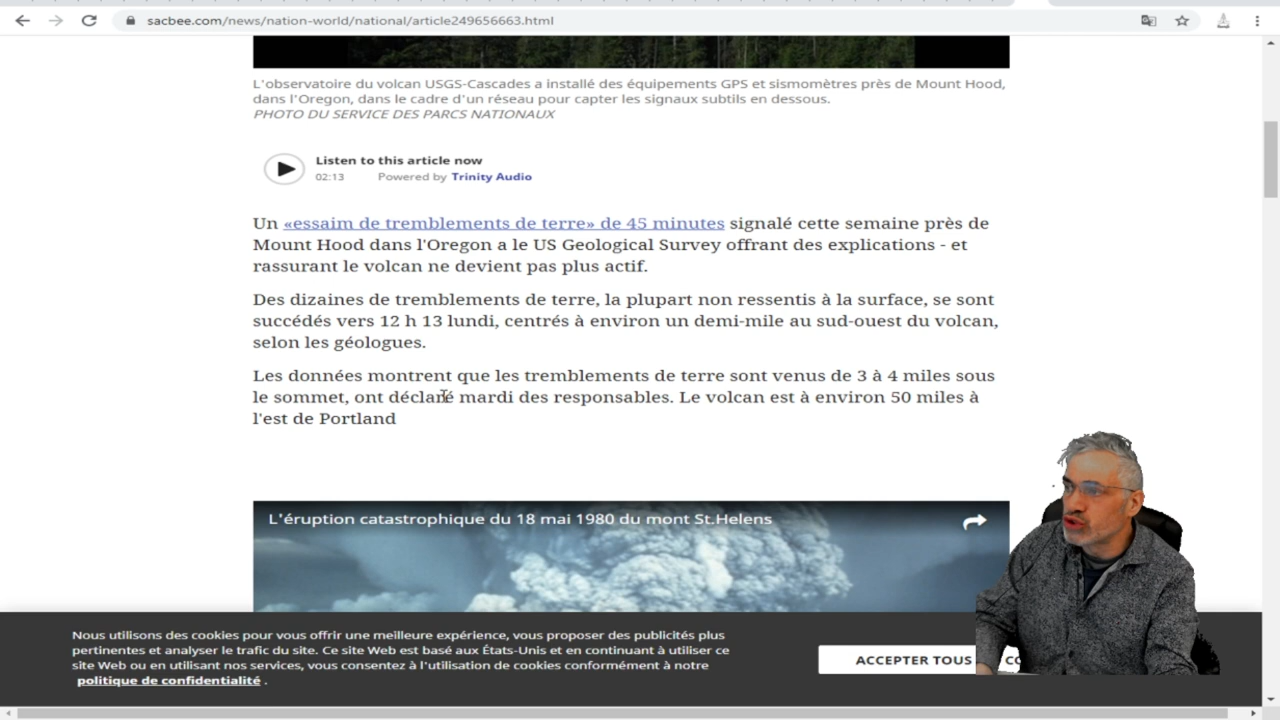 sacbee.com/news/nation-world/national/article249656663.html
L'observatoire du volcan USGS-Cascades a installé des équipements GPS et sismomètres près de Mount Hood,
dans l'Oregon, dans le cadre d'un réseau pour capter les signaux subtils en dessous.
PHOTO DU SERVICE DES PARCS NATIONAUX
Listen to this article now
02:13 Powered by Trinity Audio
Un «essaim de tremblements de terre» de 45 minutes signalé cette semaine près de
Mount Hood dans l'Oregon a le US Geological Survey offrant des explications - et
rassurant le volcan ne devient pas plus actif.
Des dizaines de tremblements de terre, la plupart non ressentis à la surface, se sont
succédés vers 12 h 13 lundi, centrés à environ un demi-mile au sud-ouest du volcan,
selon les géologues.
Les données montrent que les tremblements de terre sont venus de 3 à 4 miles sous
le sommet, ont déclaré mardi des responsables. Le volcan est à environ 50 miles à
l'est de Portland
L'éruption catastrophique du 18 mai 1980 du mont St.Helens
Nous utilisons des cookies pour vous offrir une meilleure expérience, vous proposer des publicités plus
pertinentes et analyser le trafic du site. Ce site Web est basé aux États-Unis et en continuant à utiliser ce
site Web ou en utilisant nos services, vous consentez à l'utilisation de cookies conformément à notre
politique de confidentialité .
ACCEPTER TOUS